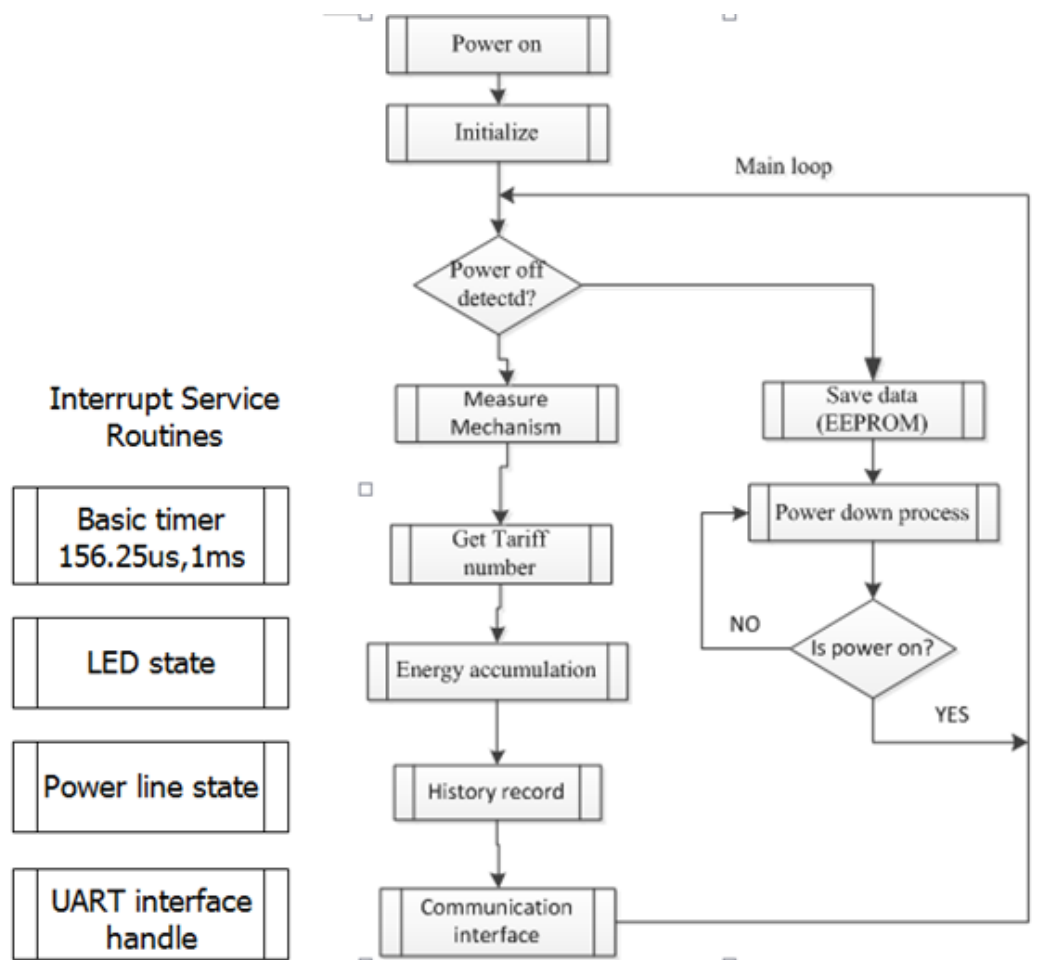 Power on
Initialize
Main loop
Power off
detectd?
Interrupt Service
Routines
Measure
Mechanism
Save data
(EEPROM)
Basic timer
156.25us,1ms
Get Tariff
number
Power down process
LED state
Energy accumulation
NO
Is power on?
YES
Power line state
History record
UART interface
handle
Communication
interface